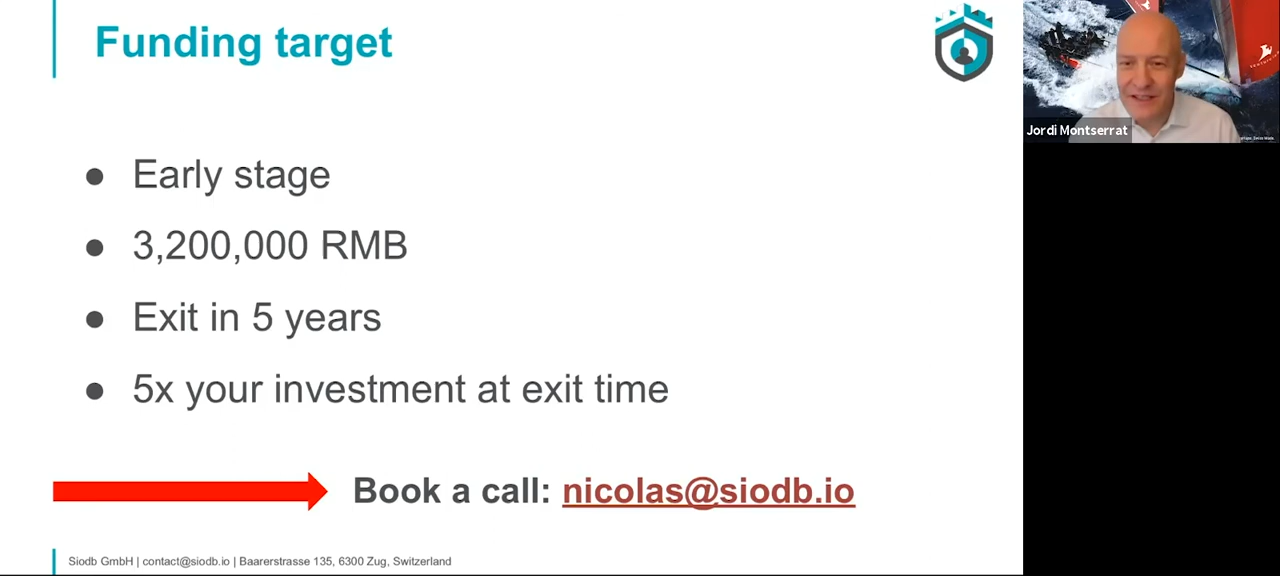 Funding target
● Early stage
● 3,200,000 RMB
● Exit in 5 years
● 5x your investment at exit time
Book a call: nicolas@siodb.io
Siodb GmbH | contact@siodb.io | Baarerstrasse 135, 6300 Zug, Switzerland
Jordi Montserrat